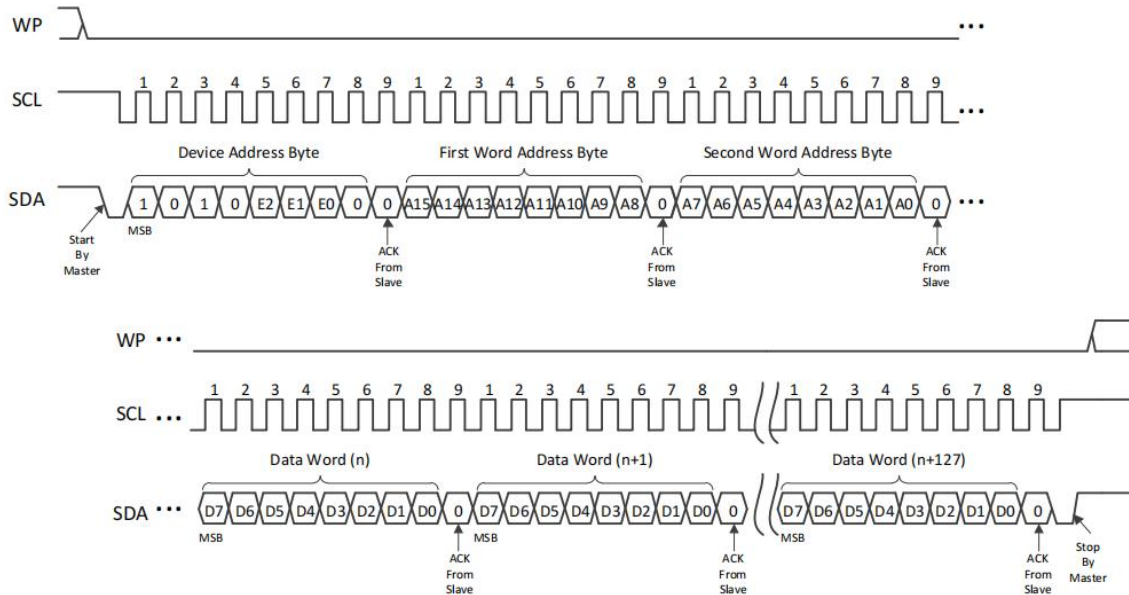 WP ...
1 2 3 4 5 6 7 8 9 1 2 3 4 5 6 7 8 9 1 2 3 4 5 6 7 8 9
SCL ...
Device Address Byte First Word Address Byte Second Word Address Byte
SDA 1 0 1 0 E2 E1 E0 0 0 A15 A14 A13 A12 A11 A10 A9 A8 0 A7 A6 A5 A4 A3 A2 A1 A0 0 ...
MSB
Start By Master
ACK From Slave
ACK From Slave
ACK From Slave
WP ...
1 2 3 4 5 6 7 8 9 1 2 3 4 5 6 7 8 9 1 2 3 4 5 6 7 8 9
SCL ...
Data Word (n) Data Word (n+1) Data Word (n+127)
SDA ... D7 D6 D5 D4 D3 D2 D1 D0 0 D7 D6 D5 D4 D3 D2 D1 D0 0 D7 D6 D5 D4 D3 D2 D1 D0 0
MSB MSB MSB
ACK From Slave
ACK From Slave
ACK From Slave
Stop By Master